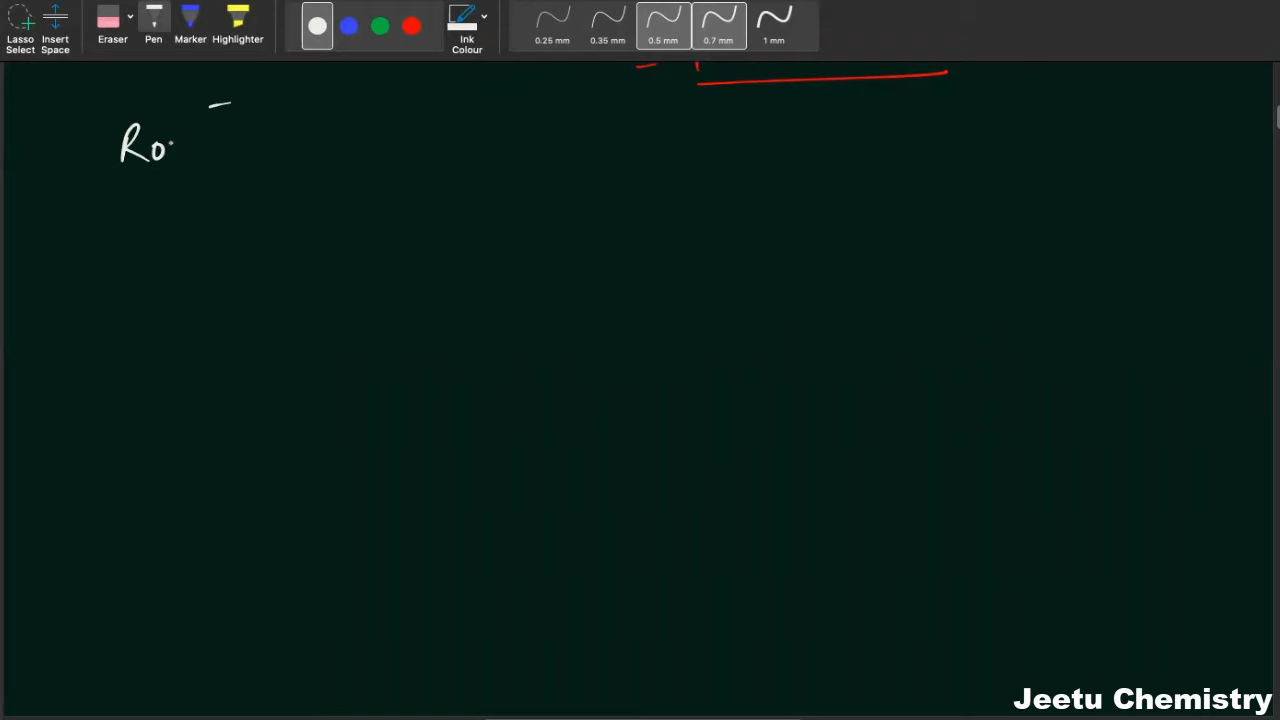 Lasso Select
Insert Space
Eraser
Pen
Marker
Highlighter
Ink Colour
0.25 mm
0.35 mm
0.5 mm
0.7 mm
1 mm
Ro
Jeetu Chemistry